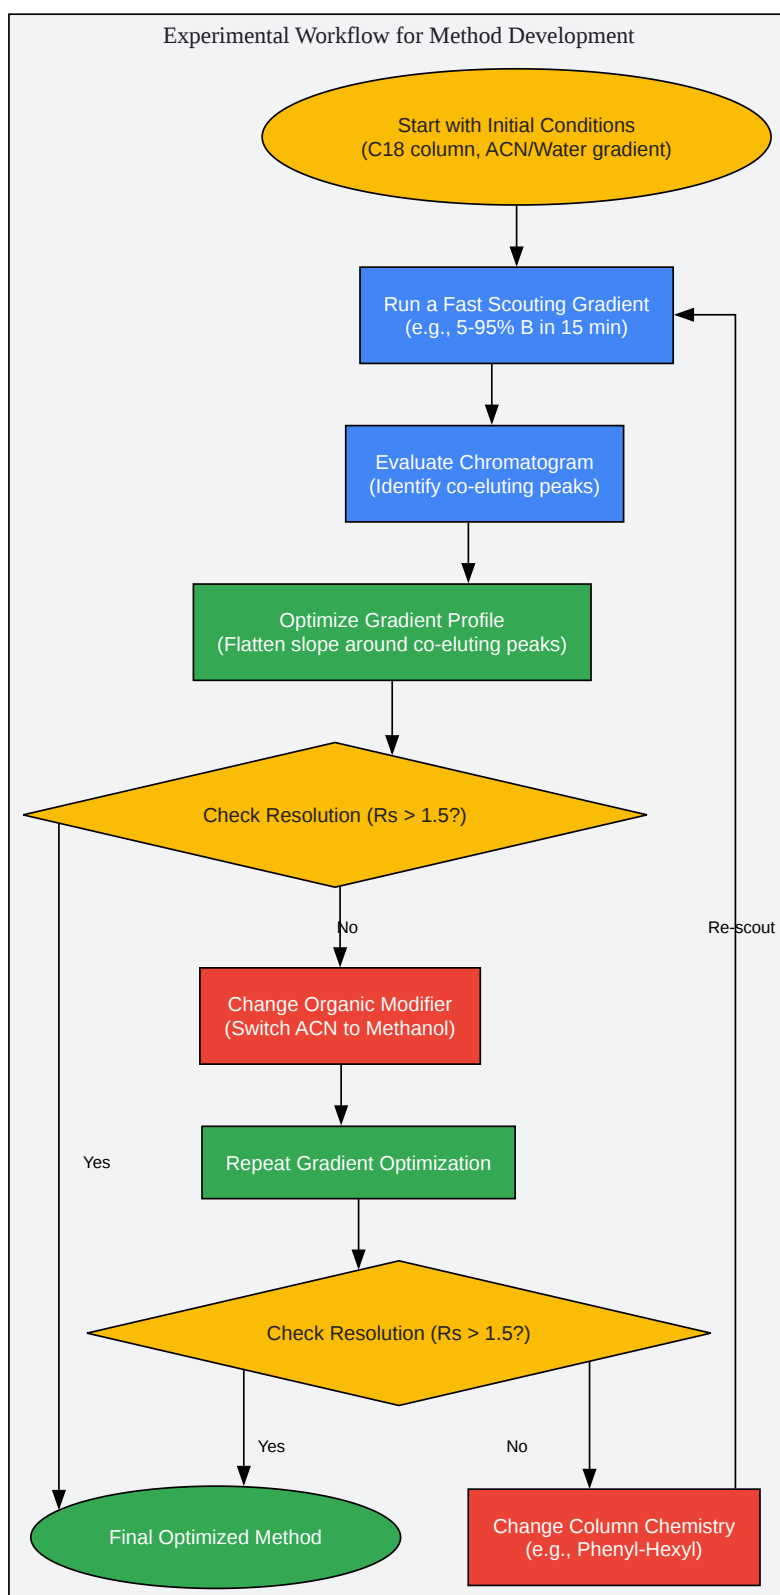 Experimental Workflow for Method Development
Start with Initial Conditions
(C18 column, ACN/Water gradient)
Run a Fast Scouting Gradient
(e.g., 5-95% B in 15 min)
Evaluate Chromatogram
(Identify co-eluting peaks)
Optimize Gradient Profile
(Flatten slope around co-eluting peaks)
Check Resolution (Rs > 1.5?)
No
Re-scout
Change Organic Modifier
(Switch ACN to Methanol)
Yes
Repeat Gradient Optimization
Check Resolution (Rs > 1.5?)
Yes
No
Final Optimized Method
Change Column Chemistry
(e.g., Phenyl-Hexyl)